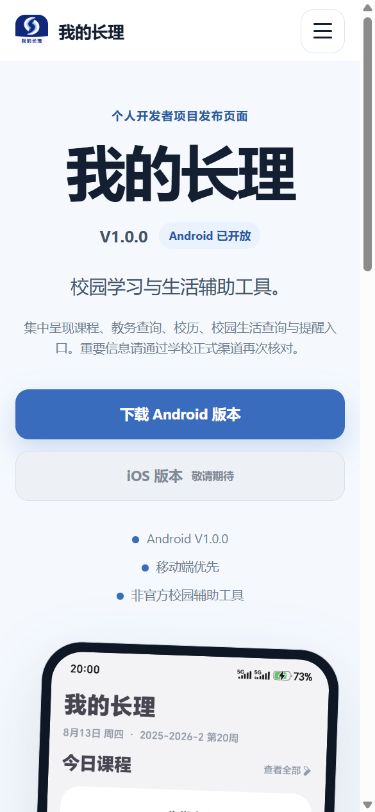 我的长理
我的长理
个人开发者项目发布页面
我的长理
V1.0.0 Android 已开放
校园学习与生活辅助工具。
集中呈现课程、教务查询、校历、校园生活查询与提醒入
口。重要信息请通过学校正式渠道再次核对。
下载 Android 版本
iOS 版本 敬请期待
Android V1.0.0
移动端优先
非官方校园辅助工具
20:00 5G 5G 73%
我的长理
8月13日 周四 · 2025-2026-2 第20周
今日课程 查看全部